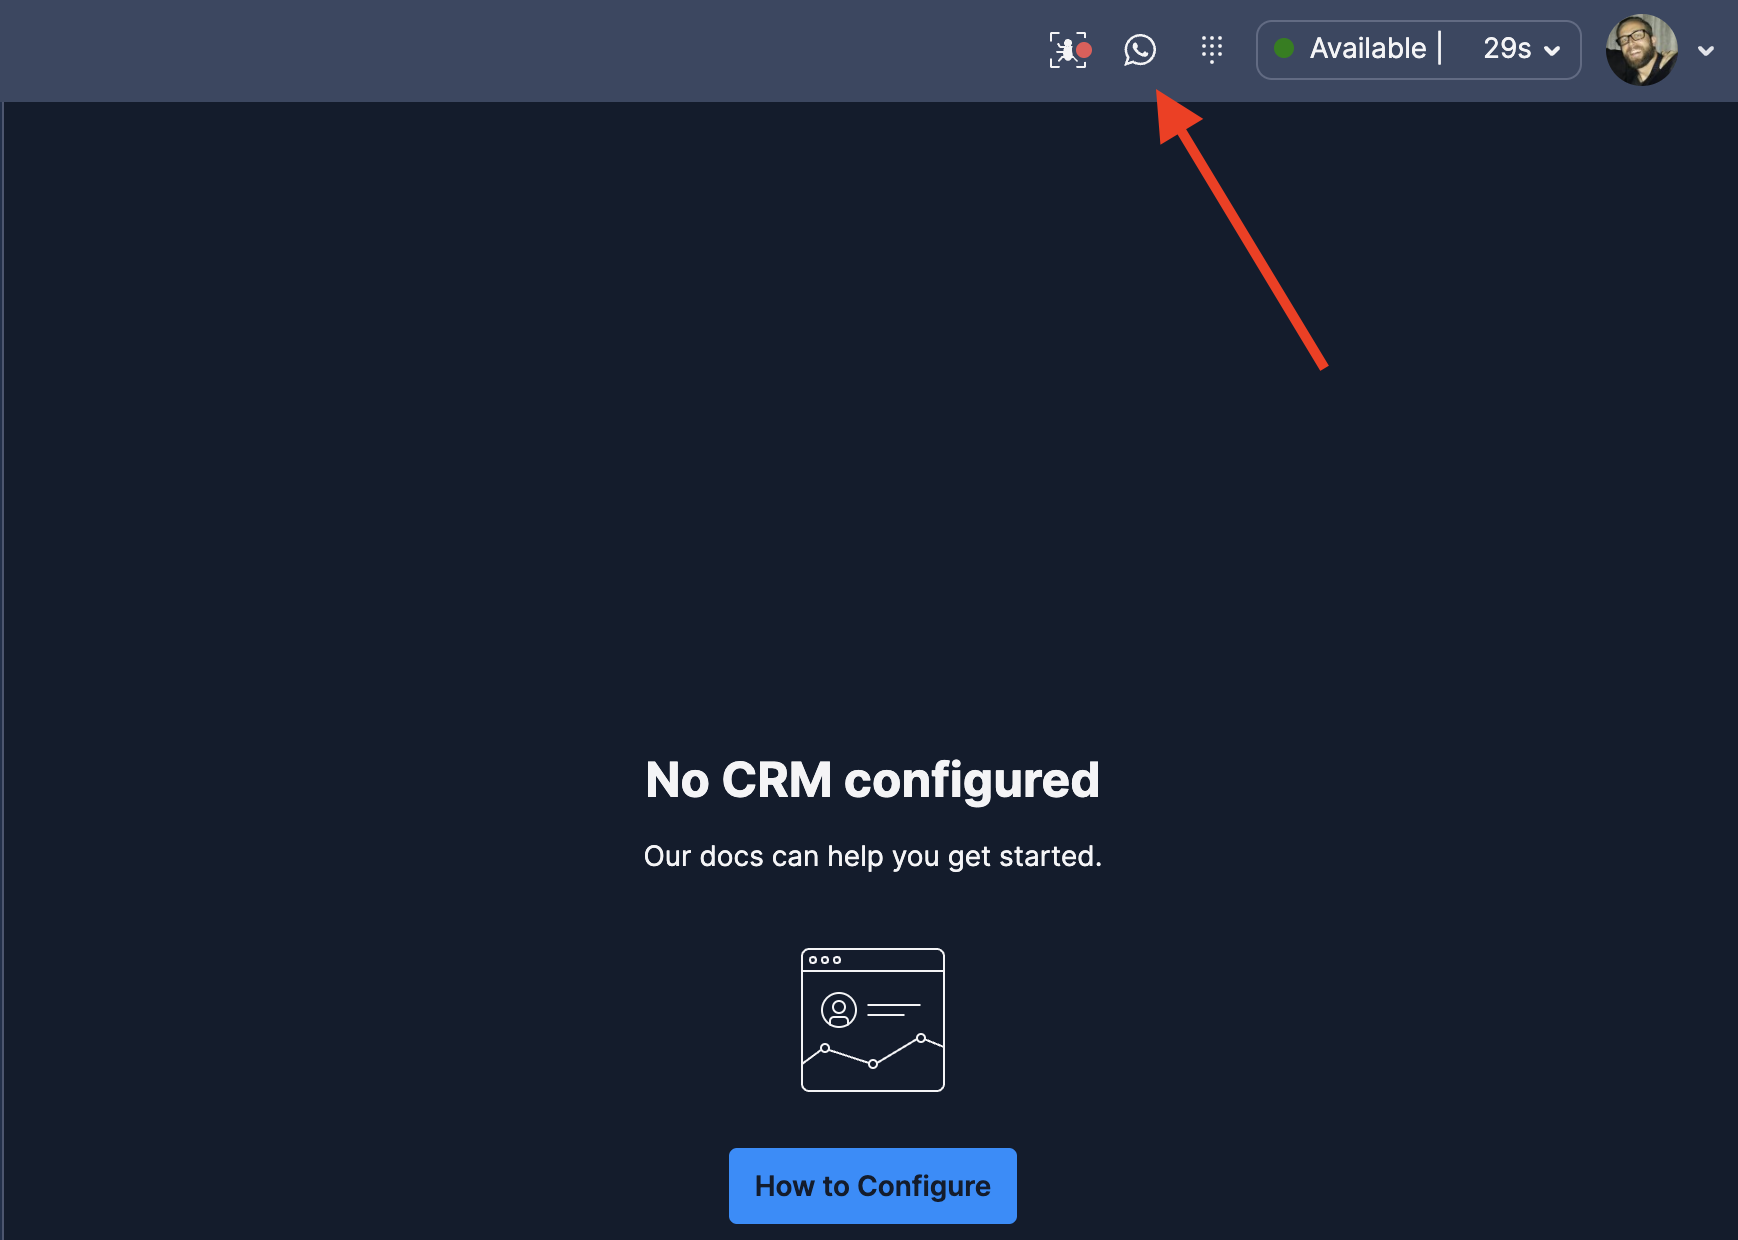 Available | 29s
No CRM configured
Our docs can help you get started.
How to Configure